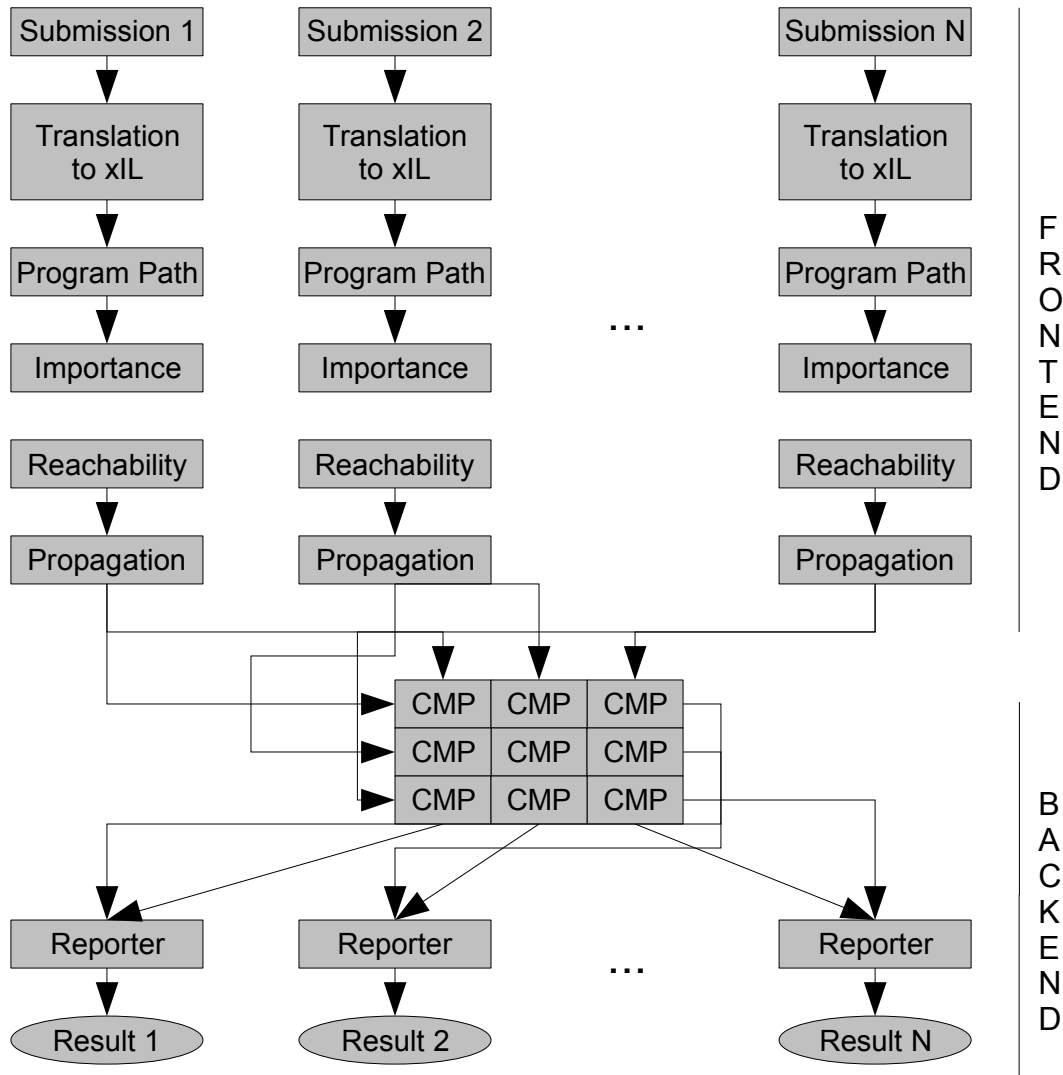 Submission 1
Submission 2
Submission N
Translation
to xIL
Translation
to xIL
Translation
to xIL
Program Path
Program Path
Program Path
...
Importance
Importance
Importance
Reachability
Reachability
Reachability
Propagation
Propagation
Propagation
F
R
O
N
T
E
N
D
CMP CMP CMP
CMP CMP CMP
CMP CMP CMP
Reporter
Reporter
...
Reporter
Result 1
Result 2
Result N
B
A
C
K
E
N
D